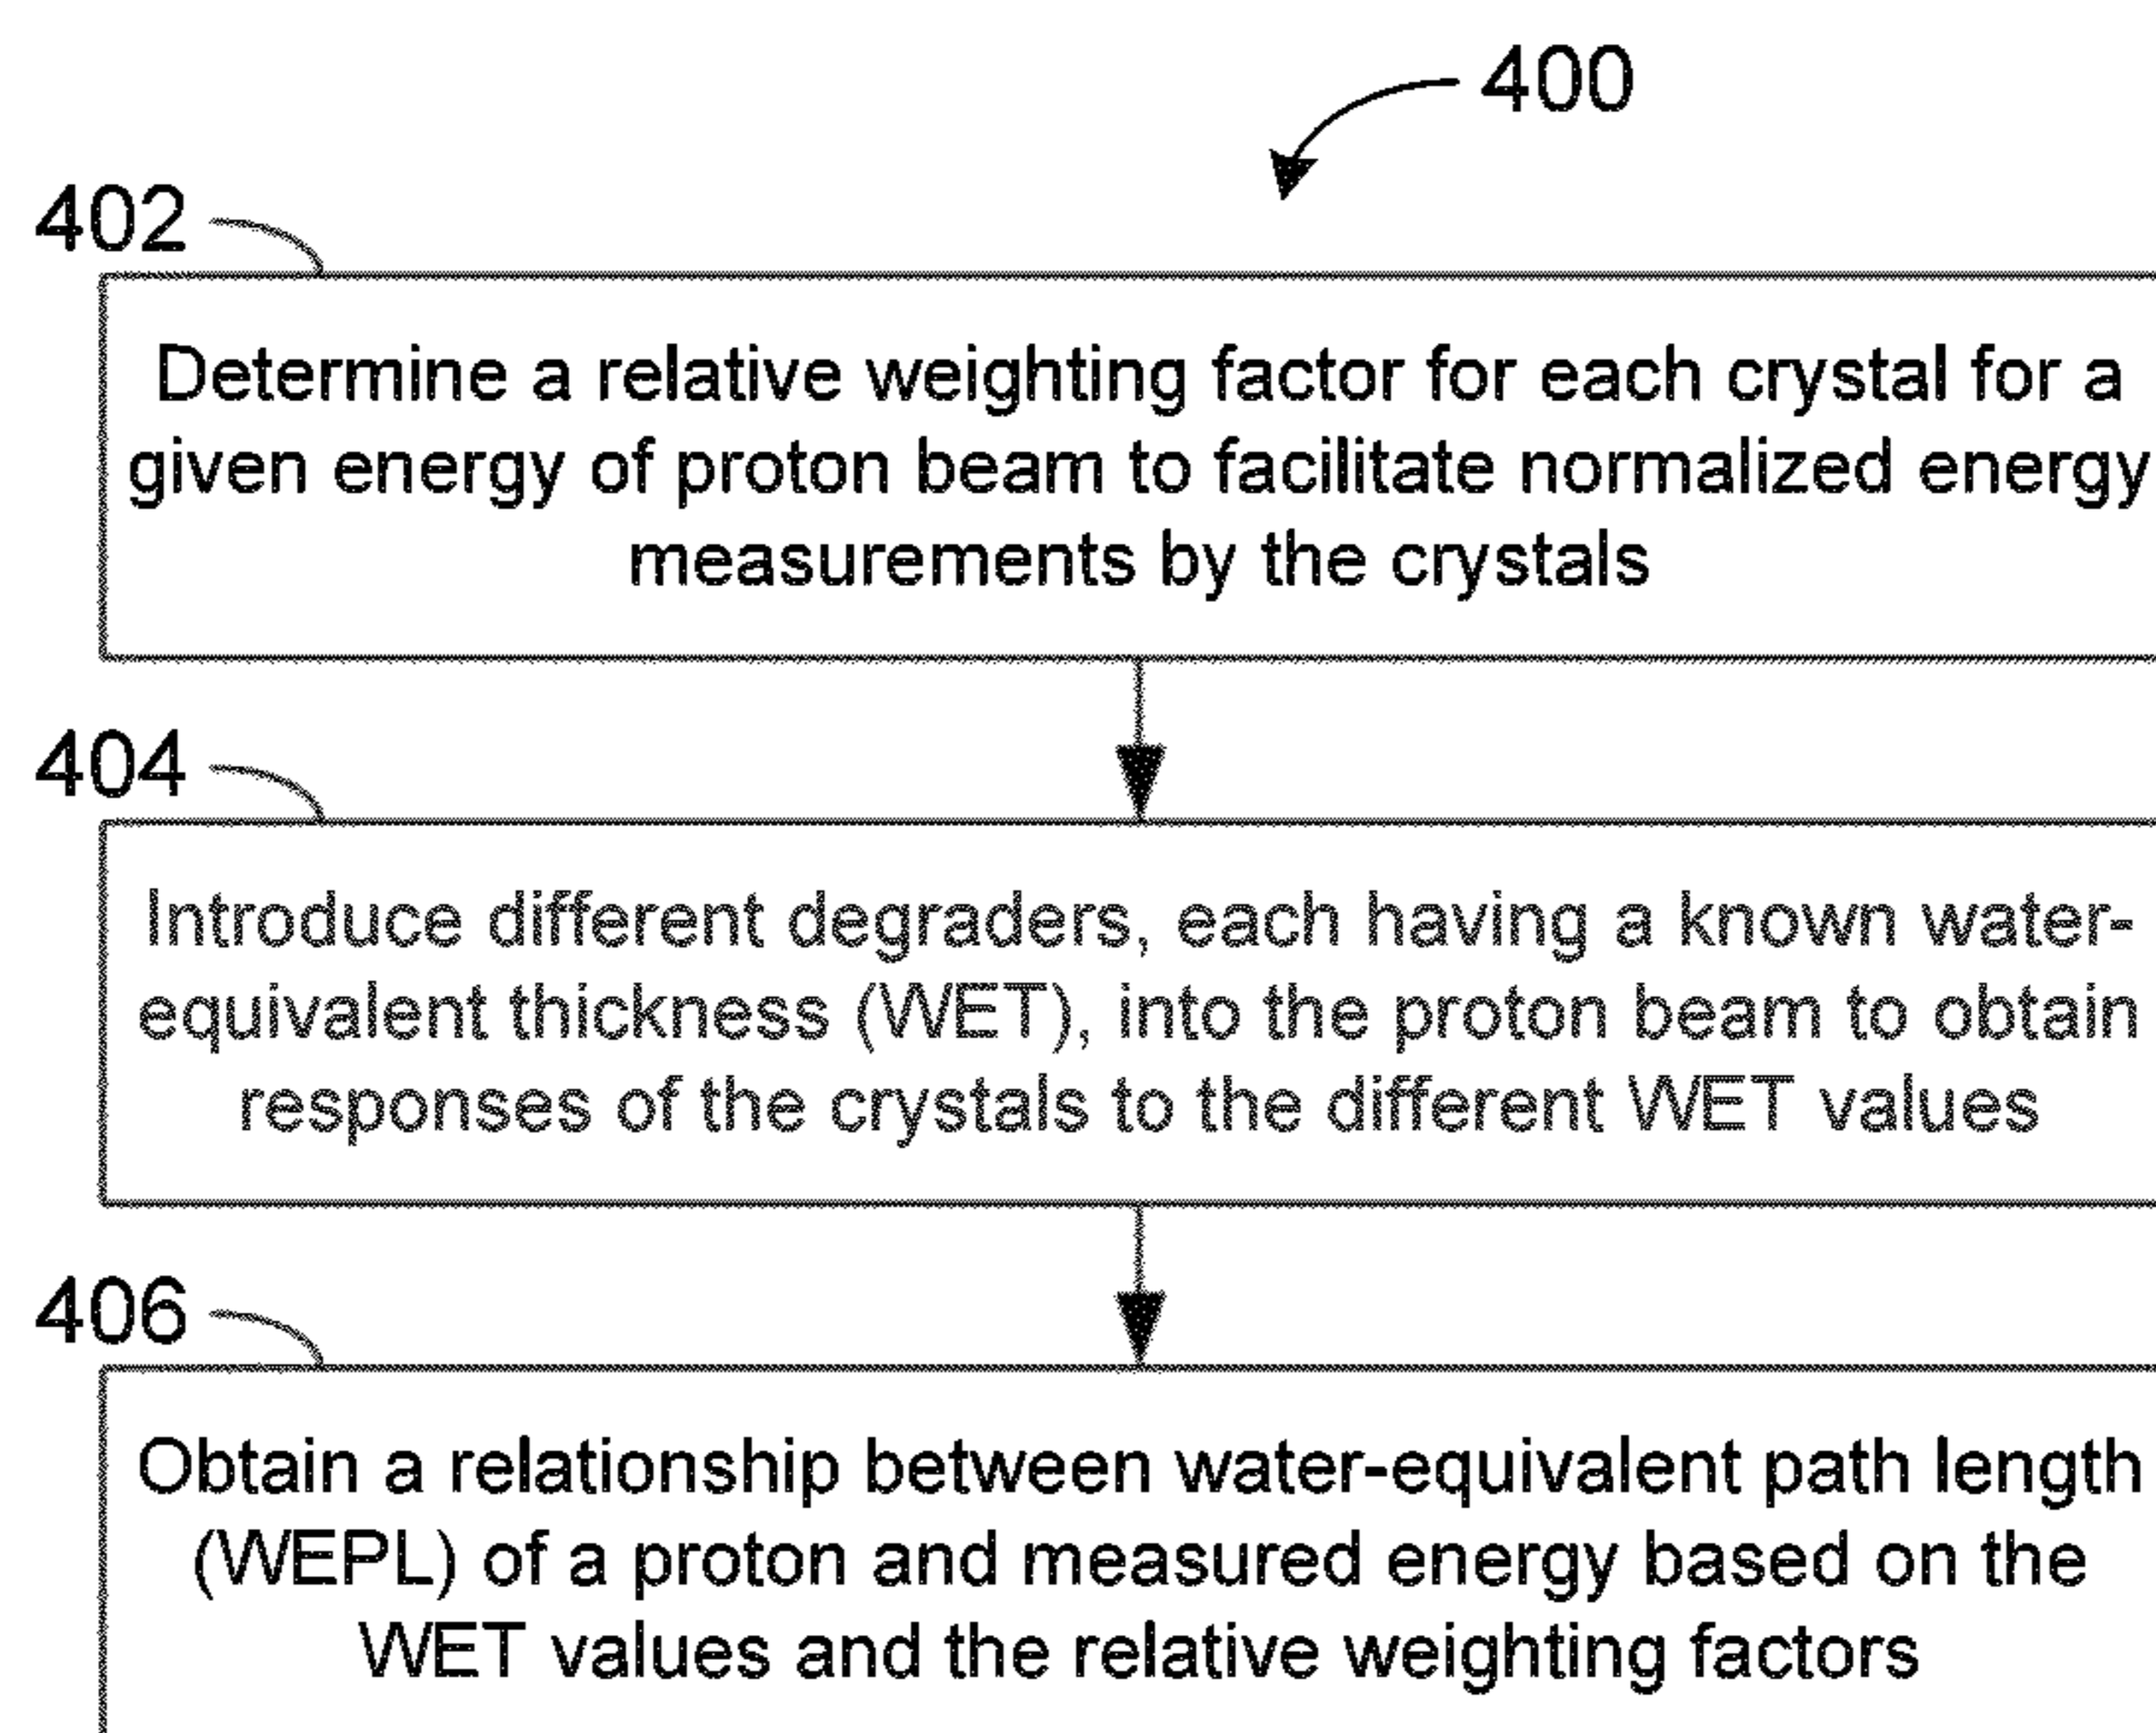 400
402
Determine a relative weighting factor for each crystal for a
given energy of proton beam to facilitate normalized energy
measurements by the crystals
404
Introduce different degraders, each having a known water-
equivalent thickness (WET), into the proton beam to obtain
responses of the crystals to the different WET values
406
Obtain a relationship between water-equivalent path length
(WEPL) of a proton and measured energy based on the
WET values and the relative weighting factors